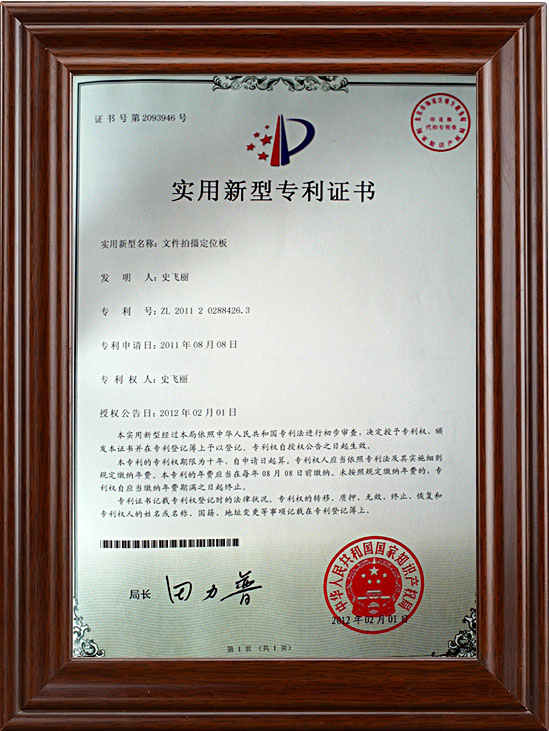 证书号第2093946号
实用新型专利证书
实用新型名称：文件拍摄定位板
发明人：史飞丽
专利号：ZL 2011 2 0288426.3
专利申请日：2011年08月08日
专利权人：史飞丽
授权公告日：2012年02月01日
本实用新型经过本局依照中华人民共和国专利法进行初步审查，决定授予专利权，颁
发本证书并在专利登记簿上予以登记。专利权自授权公告之日起生效。
本专利的专利权期限为十年，自申请日起算。专利权人应当依照专利法及其实施细则
规定缴纳年费。本专利的年费应当在每年08月08日前缴纳。未按照规定缴纳年费的，专
利权自应当缴纳年费期满之日起终止。
专利证书记载专利权登记时的法律状况。专利权的转移、质押、无效、终止、恢复和
专利权人的姓名或名称、国籍、地址变更等事项记载在专利登记簿上。
局长
田力普
中华人民共和国国家知识产权局
2012年02月01日
第1页（共1页）